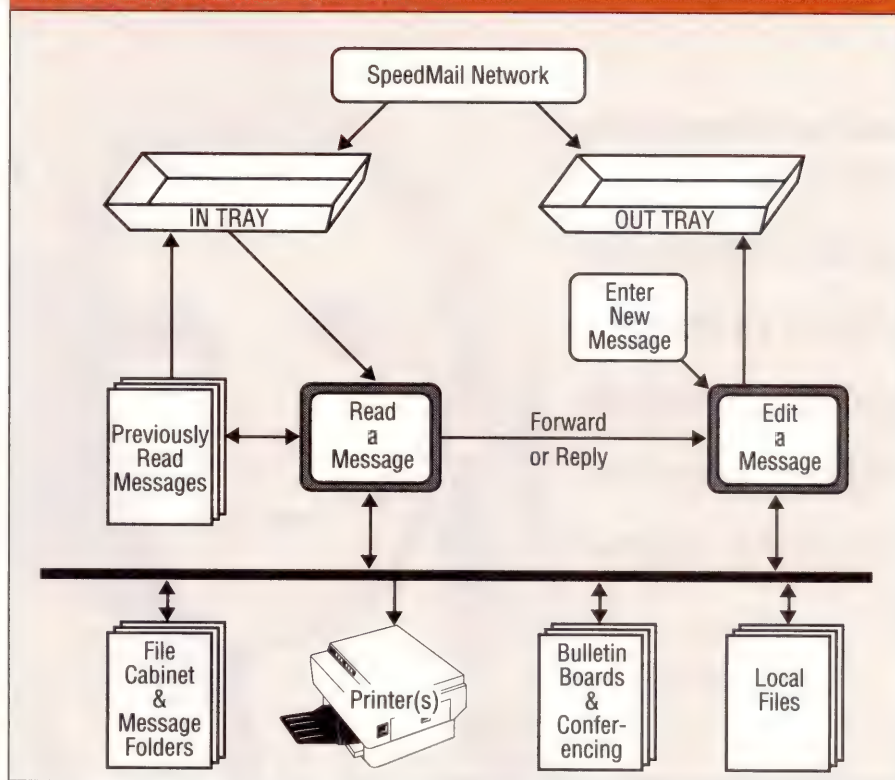 SpeedMail Network
IN TRAY
OUT TRAY
Enter
New
Message
Previously
Read
Messages
Read
a
Message
Forward
or Reply
Edit
a
Message
File
Cabinet
&
Message
Folders
Printer(s)
Bulletin
Boards
&
Confer-
encing
Local
Files